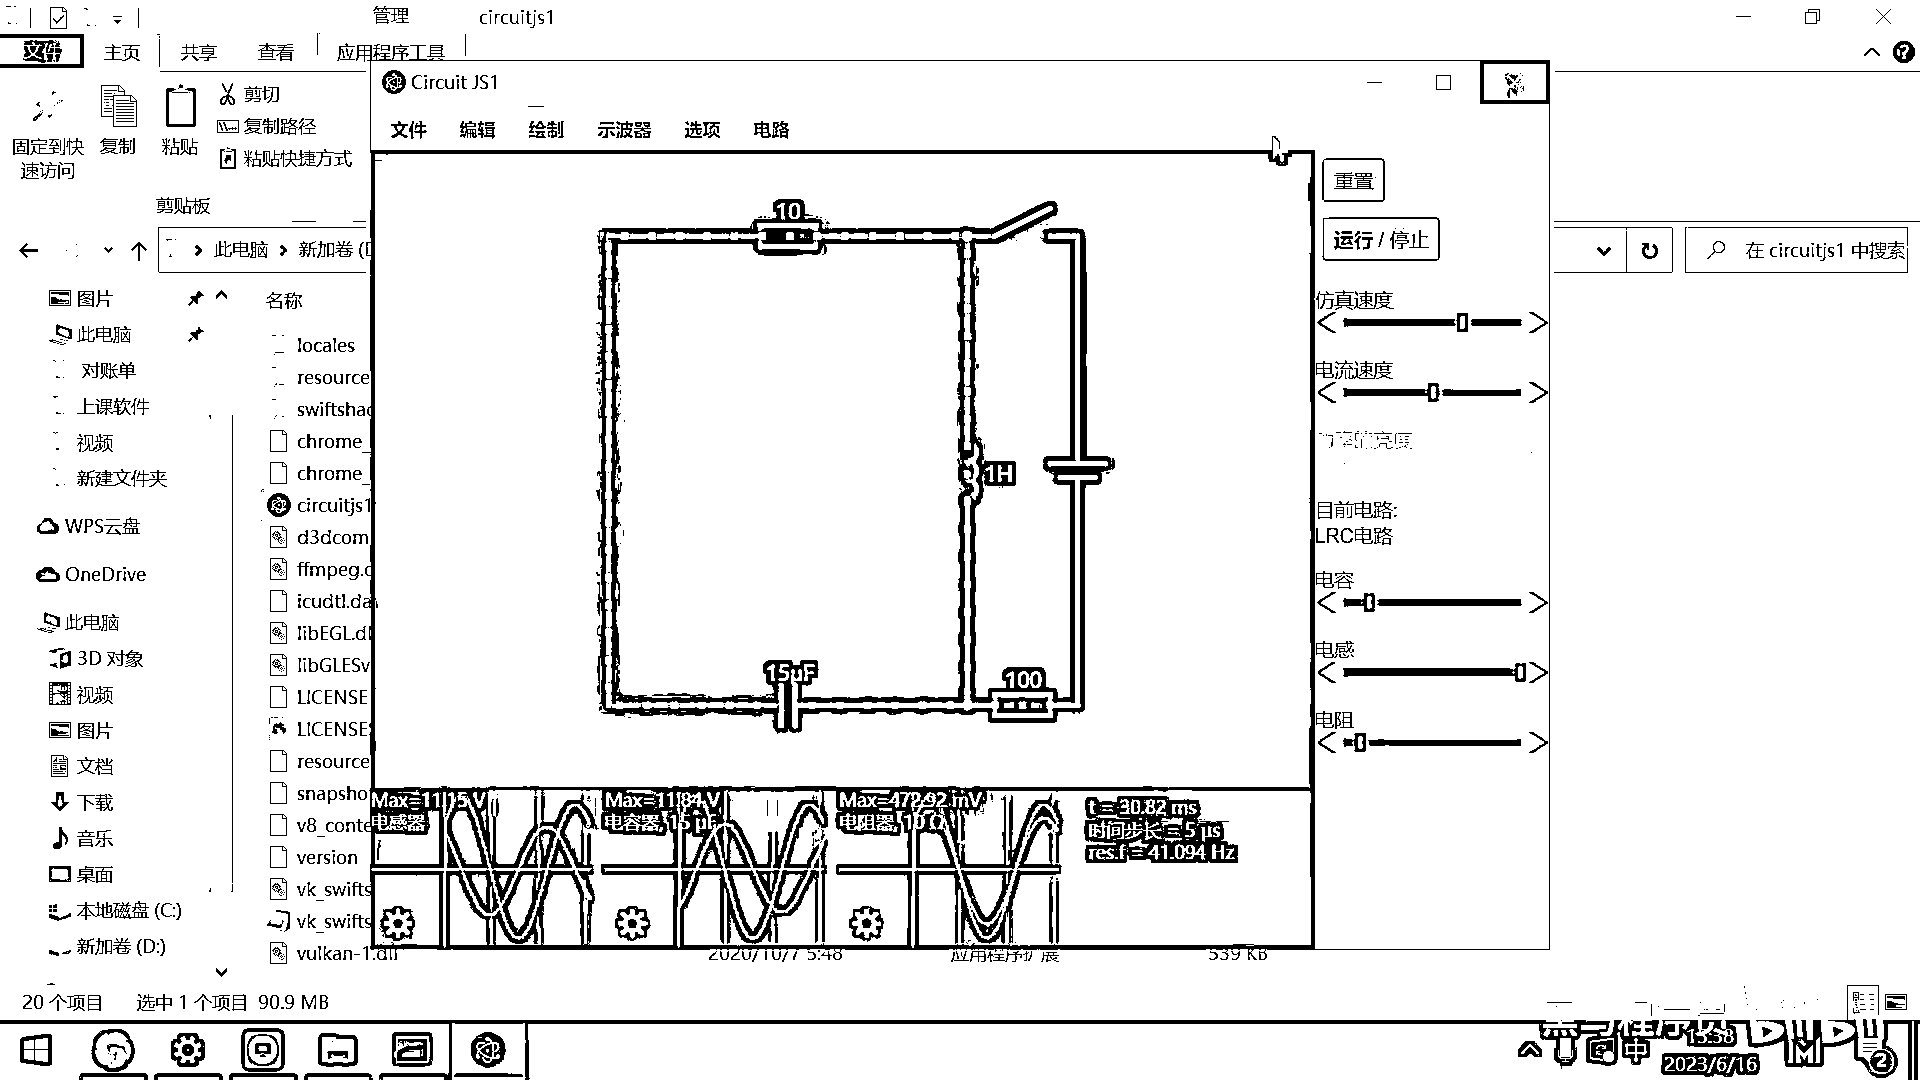 管理
circuitjs1
文件
主页
共享
查看
应用程序工具
固定到快
速访问
复制
粘贴
剪切
复制路径
粘贴快捷方式
剪贴板
此电脑
新加卷 (D
在 circuitjs1 中搜索
图片
此电脑
对账单
上课软件
视频
新建文件夹
WPS云盘
OneDrive
此电脑
3D 对象
视频
图片
文档
下载
音乐
桌面
本地磁盘 (C:)
新加卷 (D:)
名称
locales
resource
swiftshad
chrome_
chrome_
circuitjs1
d3dcom
ffmpeg.d
icudtl.da
libEGL.dl
libGLESv
LICENSE
LICENSES
resource
snapsho
v8_conte
version
vk_swifts
vk_swifts
vulkan-1.dll
2020/10/7 5:48
应用程序扩展
539 KB
Circuit JS1
文件
编辑
绘制
示波器
选项
电路
10
1H
15μF
100
Max=11.15 V
电感器
Max=11.84 V
电容器, 15 μF
Max=472.92 mV
电阻器, 10 Ω
t = 30.82 ms
时间步长 = 5 μs
res.f = 41.094 Hz
重置
运行 / 停止
仿真速度
电流速度
目前电路:
LRC电路
电容
电感
电阻
20 个项目
选中 1 个项目 90.9 MB
中
15:38
2023/6/16
2